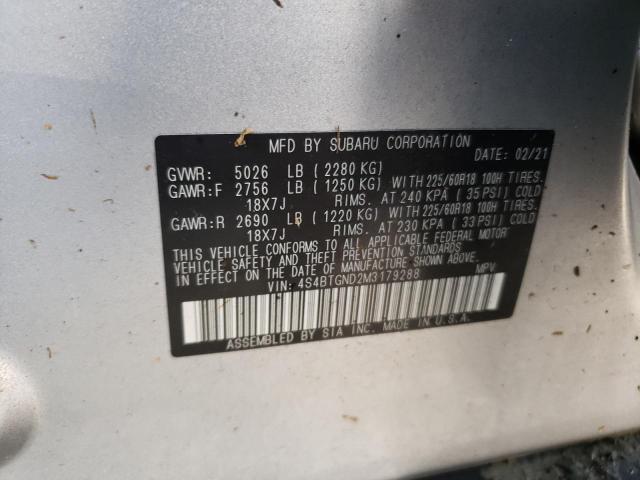 MFD BY SUBARU CORPORATION
DATE: 02/21
GVWR: 5026 LB (2280 KG)
GAWR:F 2756 LB (1250 KG) WITH 225/60R18 100H TIRES.
18X7J RIMS. AT 240 KPA (35 PSI) COLD
GAWR:R 2690 LB (1220 KG) WITH 225/60R18 100H TIRES.
18X7J RIMS. AT 230 KPA (33 PSI) COLD
THIS VEHICLE CONFORMS TO ALL APPLICABLE FEDERAL MOTOR
VEHICLE SAFETY AND THEFT PREVENTION STANDARDS
IN EFFECT ON THE DATE OF MANUFACTURE SHOWN ABOVE.
VIN: 4S4BTGND2M3179288 MPV
ASSEMBLED BY SIA INC. MADE IN U.S.A.